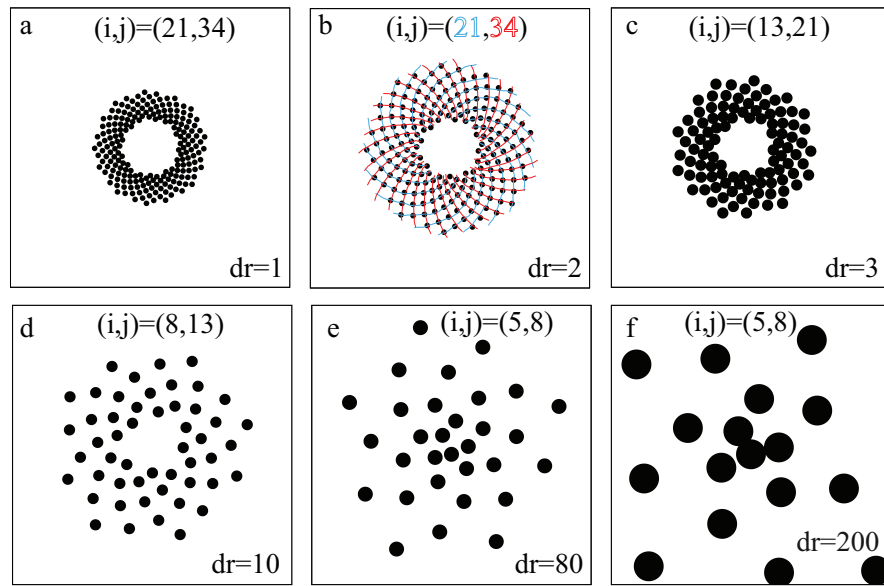 a
(i,j)=(21,34)
dr=1
b
(i,j)=(21,34)
dr=2
c
(i,j)=(13,21)
dr=3
d
(i,j)=(8,13)
dr=10
e
(i,j)=(5,8)
dr=80
f
(i,j)=(5,8)
dr=200